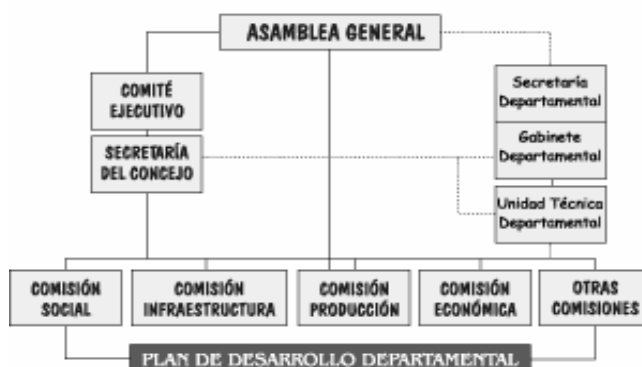 ASAMBLEA GENERAL
COMITÉ
EJECUTIVO
SECRETARÍA
DEL CONCEJO
Secretaría
Departamental
Gabinete
Departamental
Unidad Técnica
Departamental
COMISIÓN
SOCIAL
COMISIÓN
INFRAESTRUCTURA
COMISIÓN
PRODUCCIÓN
COMISIÓN
ECONÓMICA
OTRAS
COMISIONES
PLAN DE DESARROLLO DEPARTAMENTAL